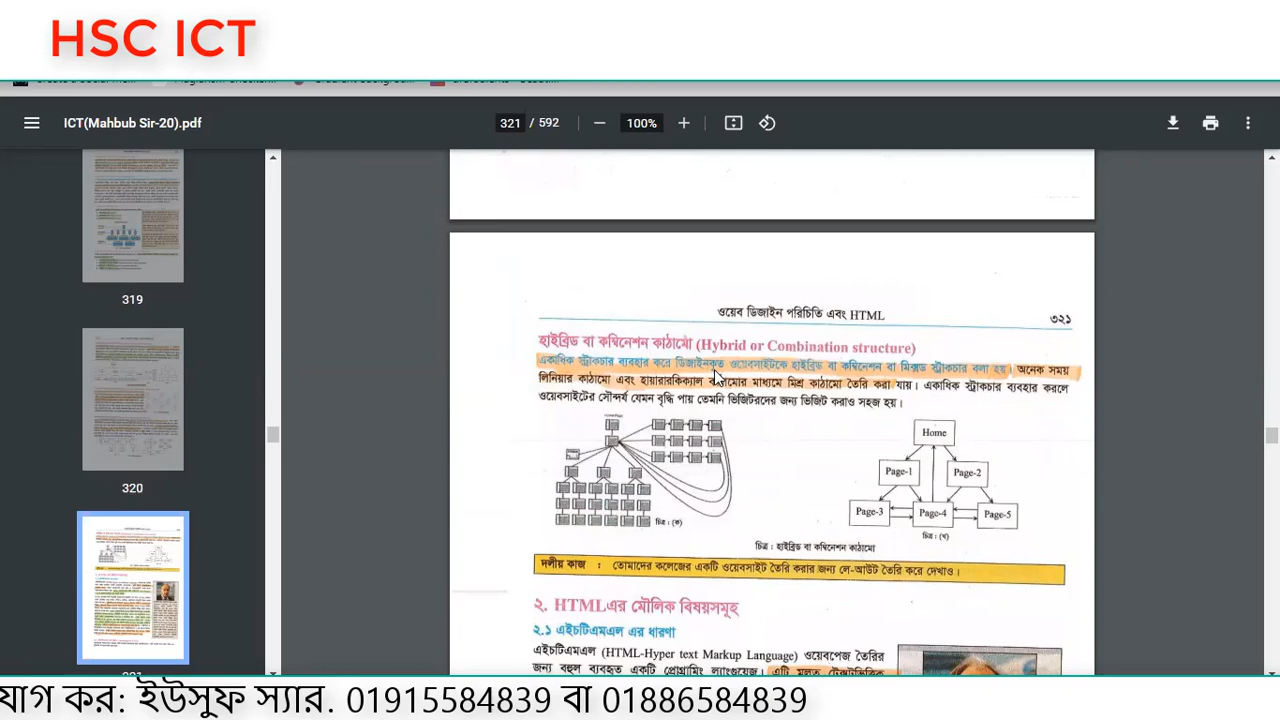 HSC ICT
ICT(Mahbub Sir-20).pdf
321 / 592
100%
319
320
ওয়েব ডিজাইন পরিচিতি এবং HTML
৩২১
হাইব্রিড বা কম্বিনেশন কাঠামো (Hybrid or Combination structure)
একাধিক স্ট্রাকচার ব্যবহার করে ডিজাইনকৃত ওয়েবসাইটকে হাইব্রিড বা কম্বিনেশন বা মিক্সড স্ট্রাকচার বলা হয়। অনেক সময়
লিনিয়ার কাঠামো এবং হায়ারারকিক্যাল কাঠামোর মাধ্যমে মিশ্র কাঠামো তৈরি করা যায়। একাধিক স্ট্রাকচার ব্যবহার করলে
ওয়েবসাইটের সৌন্দর্য যেমন বৃদ্ধি পায় তেমনি ভিজিটরদের জন্য ভিজিট করাও সহজ হয়।
Home
Page-1
Page-2
Page-3
Page-4
Page-5
চিত্র : (ক)
চিত্র : (খ)
চিত্র : হাইব্রিড বা কম্বিনেশন কাঠামো
দলীয় কাজ : তোমাদের কলেজের একটি ওয়েবসাইট তৈরি করার জন্য লে-আউট তৈরি করে দেখাও।
২. HTMLএর মৌলিক বিষয়সমূহ
২.১ এইচটিএমএল এর ধারণা
এইচটিএমএল (HTML-Hyper text Markup Language) ওয়েবপেজ তৈরির
জন্য বহুল ব্যবহৃত একটি প্রোগ্রামিং ল্যাংগুয়েজ। এটি মূলত টেক্সটভিত্তিক
যোগ কর: ইউসুফ স্যার. 01915584839 বা 01886584839